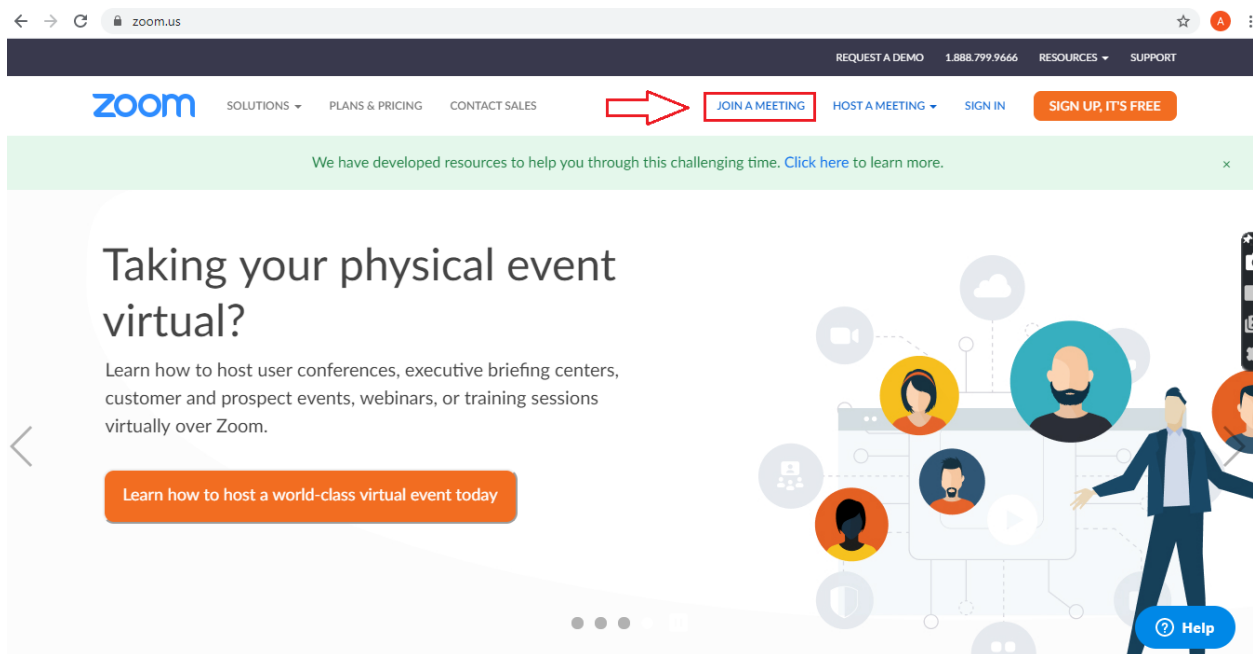 zoom.us
A
REQUEST A DEMO 1.888.799.9666 RESOURCES SUPPORT
zoom SOLUTIONS PLANS & PRICING CONTACT SALES JOIN A MEETING HOST A MEETING SIGN IN SIGN UP, IT'S FREE
We have developed resources to help you through this challenging time. Click here to learn more.
Taking your physical event
virtual?
Learn how to host user conferences, executive briefing centers,
customer and prospect events, webinars, or training sessions
virtually over Zoom.
Learn how to host a world-class virtual event today
Help